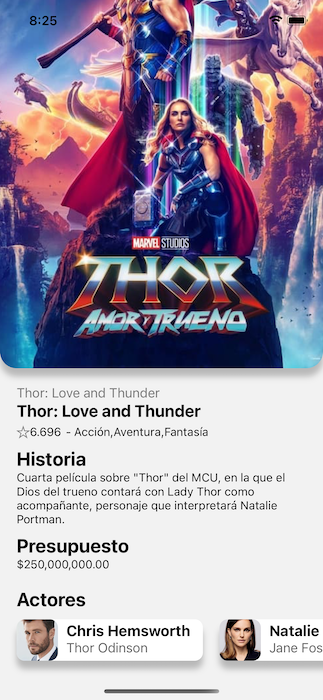 8:25
MARVEL STUDIOS
THOR
AMOR Y TRUENO
Thor: Love and Thunder
Thor: Love and Thunder
☆6.696 - Acción,Aventura,Fantasía
Historia
Cuarta película sobre "Thor" del MCU, en la que el
Dios del trueno contará con Lady Thor como
acompañante, personaje que interpretará Natalie
Portman.
Presupuesto
$250,000,000.00
Actores
Chris Hemsworth
Thor Odinson
Natalie
Jane Fos